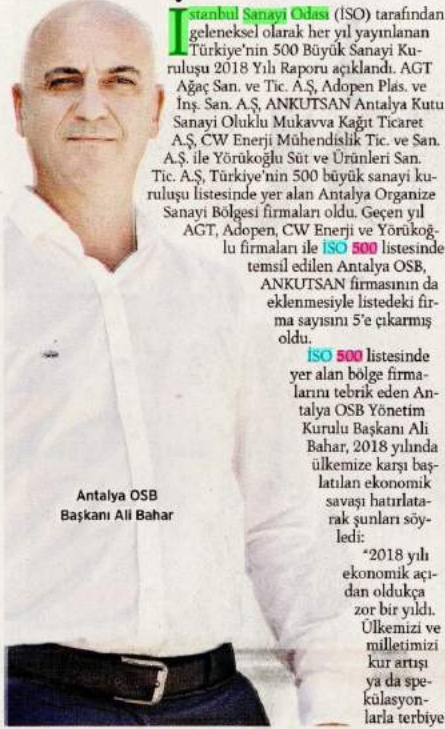 İstanbul Sanayi Odası (İSO) tarafından
geleneksel olarak her yıl yayınlanan
Türkiye'nin 500 Büyük Sanayi Ku-
ruluşu 2018 Yılı Raporu açıklandı. AGT
Ağaç San. ve Tic. A.Ş, Adopen Plas. ve
İnş. San. A.Ş, ANKUTSAN Antalya Kutu
Sanayi Oluklu Mukavva Kağıt Ticaret
A.Ş, CW Enerji Mühendislik Tic. ve San.
A.Ş. ile Yörükoğlu Süt ve Ürünleri San.
Tic. A.Ş, Türkiye'nin 500 büyük sanayi ku-
ruluşu listesinde yer alan Antalya Organize
Sanayi Bölgesi firmaları oldu. Geçen yıl
AGT, Adopen, CW Enerji ve Yörükoğ-
lu firmaları ile İSO 500 listesinde
temsil edilen Antalya OSB,
ANKUTSAN firmasının da
eklenmesiyle listedeki fir-
ma sayısını 5'e çıkarmış
oldu.
İSO 500 listesinde
yer alan bölge firma-
larını tebrik eden An-
talya OSB Yönetim
Kurulu Başkanı Ali
Bahar, 2018 yılında
ülkemize karşı baş-
latılan ekonomik
savaşı hatırlata-
rak şunları söy-
ledi:
"2018 yılı
ekonomik açı-
dan oldukça
zor bir yıldı.
Ülkemizi ve
milletimizi
kur artışı
ya da spe-
külasyon-
larla terbiye
Antalya OSB
Başkanı Ali Bahar